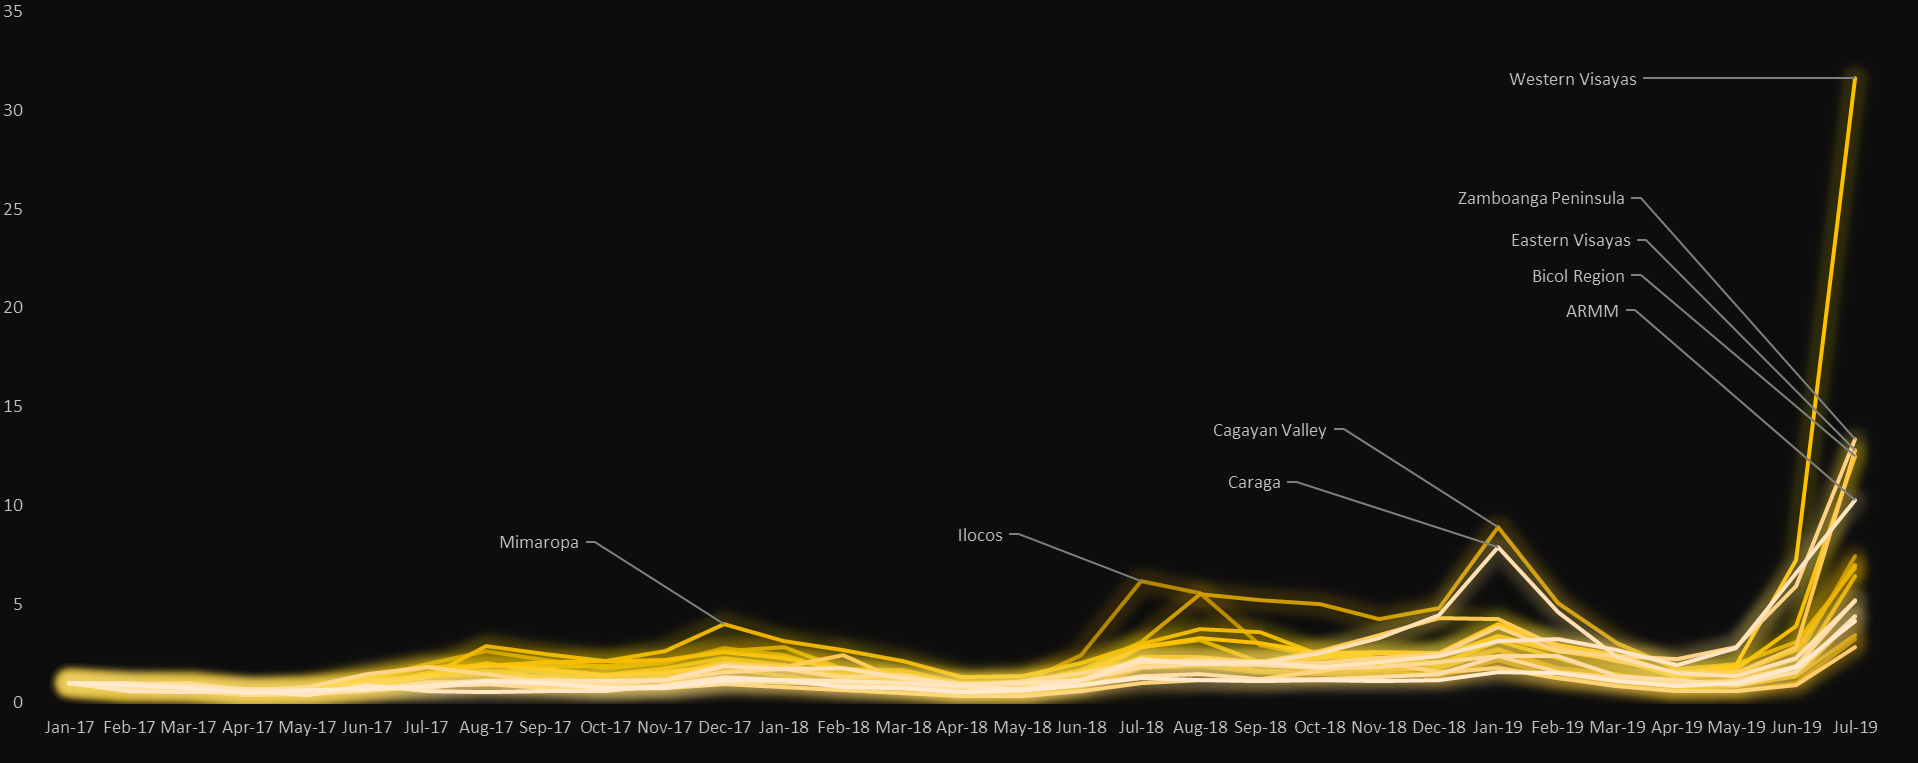 35
30
25
20
15
10
5
0
Western Visayas
Zamboanga Peninsula
Eastern Visayas
Bicol Region
ARMM
Cagayan Valley
Caraga
Ilocos
Mimaropa
Jan-17 Feb-17 Mar-17 Apr-17 May-17 Jun-17 Jul-17 Aug-17 Sep-17 Oct-17 Nov-17 Dec-17 Jan-18 Feb-18 Mar-18 Apr-18 May-18 Jun-18 Jul-18 Aug-18 Sep-18 Oct-18 Nov-18 Dec-18 Jan-19 Feb-19 Mar-19 Apr-19 May-19 Jun-19 Jul-19